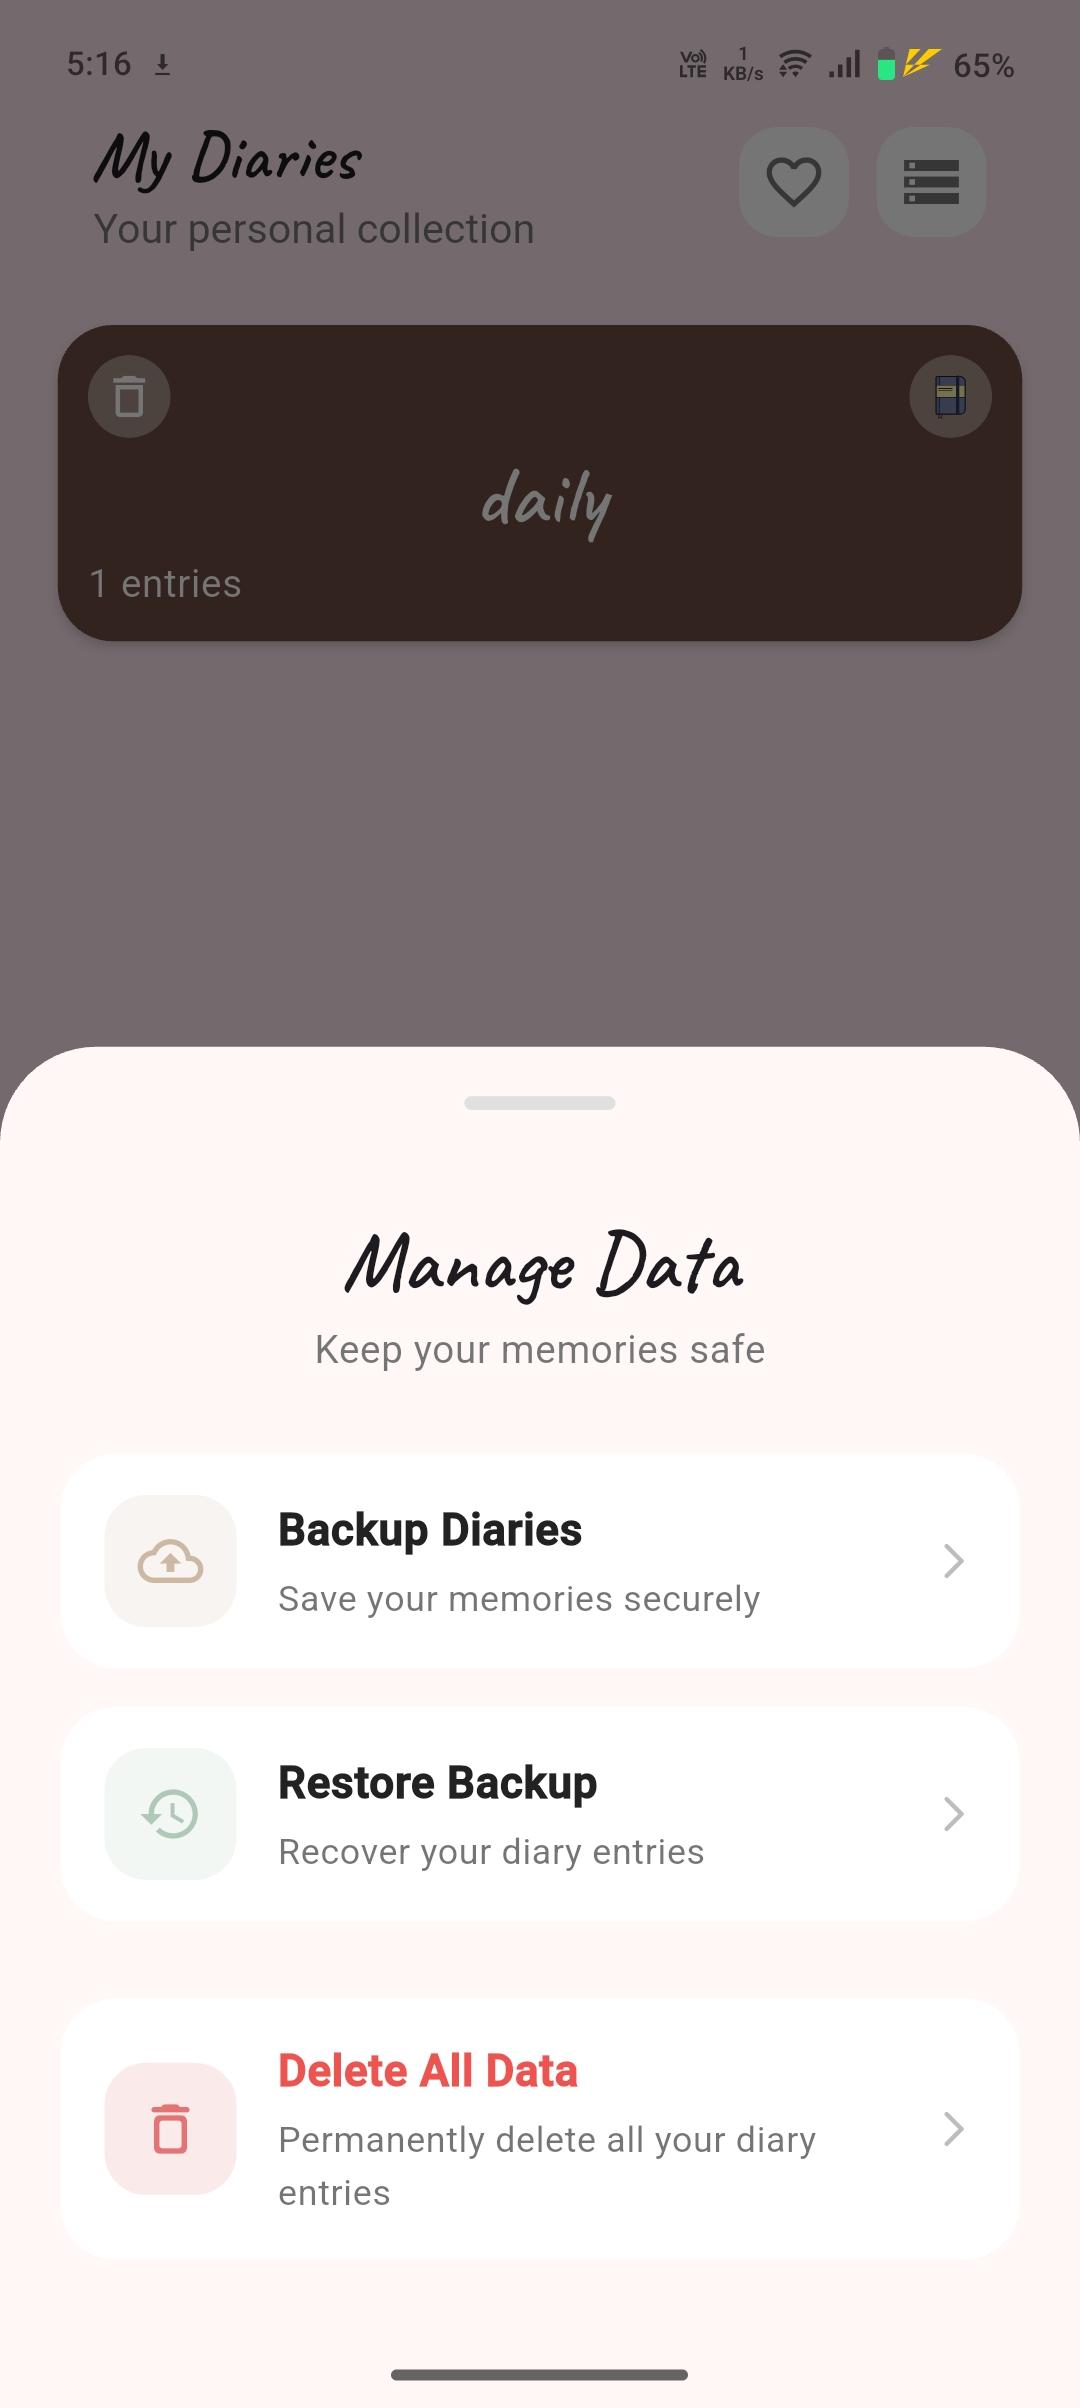 5:16
Vo) LTE 1 KB/s 65%
My Diaries
Your personal collection
daily
1 entries
Manage Data
Keep your memories safe
Backup Diaries
Save your memories securely
Restore Backup
Recover your diary entries
Delete All Data
Permanently delete all your diary
entries